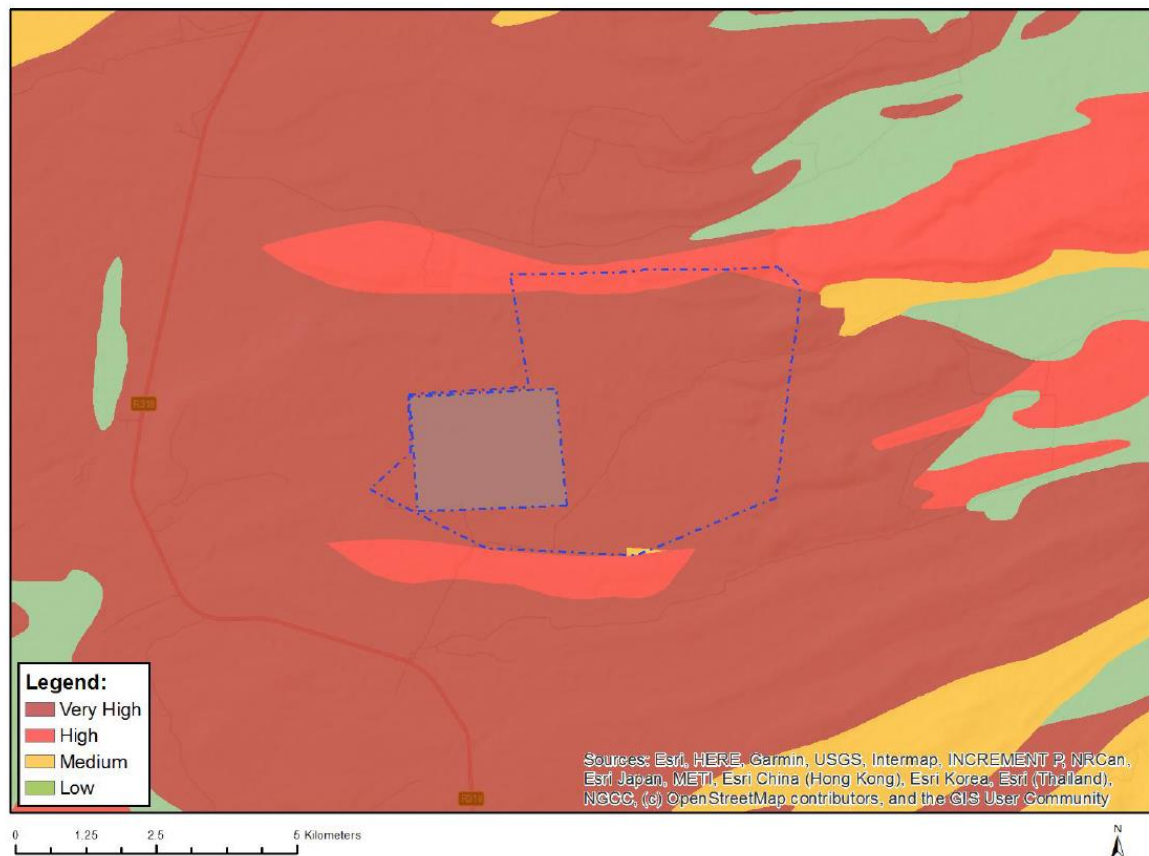 R318
R318
Legend:
Very High
High
Medium
Low
Sources: Esri, HERE, Garmin, USGS, Intermap, INCREMENT P, NRCan,
Esri Japan, METI, Esri China (Hong Kong), Esri Korea, Esri (Thailand),
NGCC, (c) OpenStreetMap contributors, and the GIS User Community
0 1.25 2.5 5 Kilometers
N